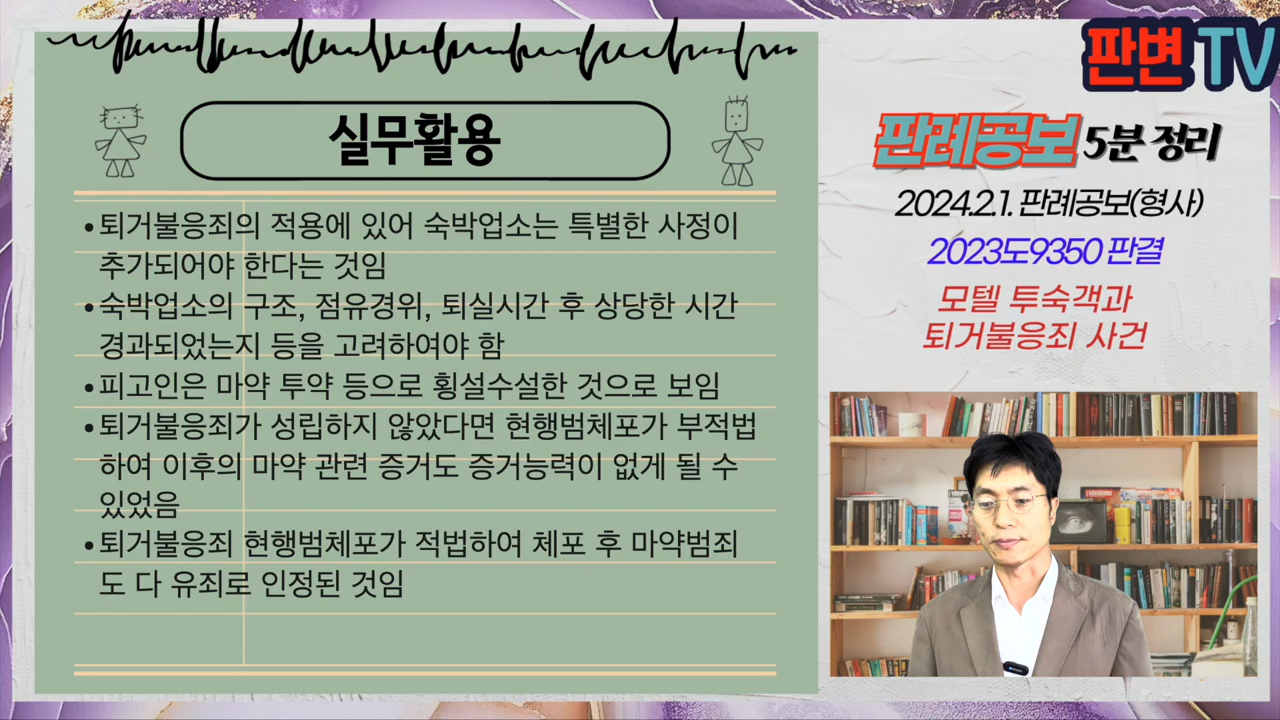 실무활용
•퇴거불응죄의 적용에 있어 숙박업소는 특별한 사정이
추가되어야 한다는 것임
•숙박업소의 구조, 점유경위, 퇴실시간 후 상당한 시간
경과되었는지 등을 고려하여야 함
•피고인은 마약 투약 등으로 횡설수설한 것으로 보임
•퇴거불응죄가 성립하지 않았다면 현행범체포가 부적법
하여 이후의 마약 관련 증거도 증거능력이 없게 될 수
있었음
•퇴거불응죄 현행범체포가 적법하여 체포 후 마약범죄
도 다 유죄로 인정된 것임
판변 TV
판례공보 5분 정리
2024.2.1. 판례공보(형사)
2023도9350 판결
모텔 투숙객과
퇴거불응죄 사건